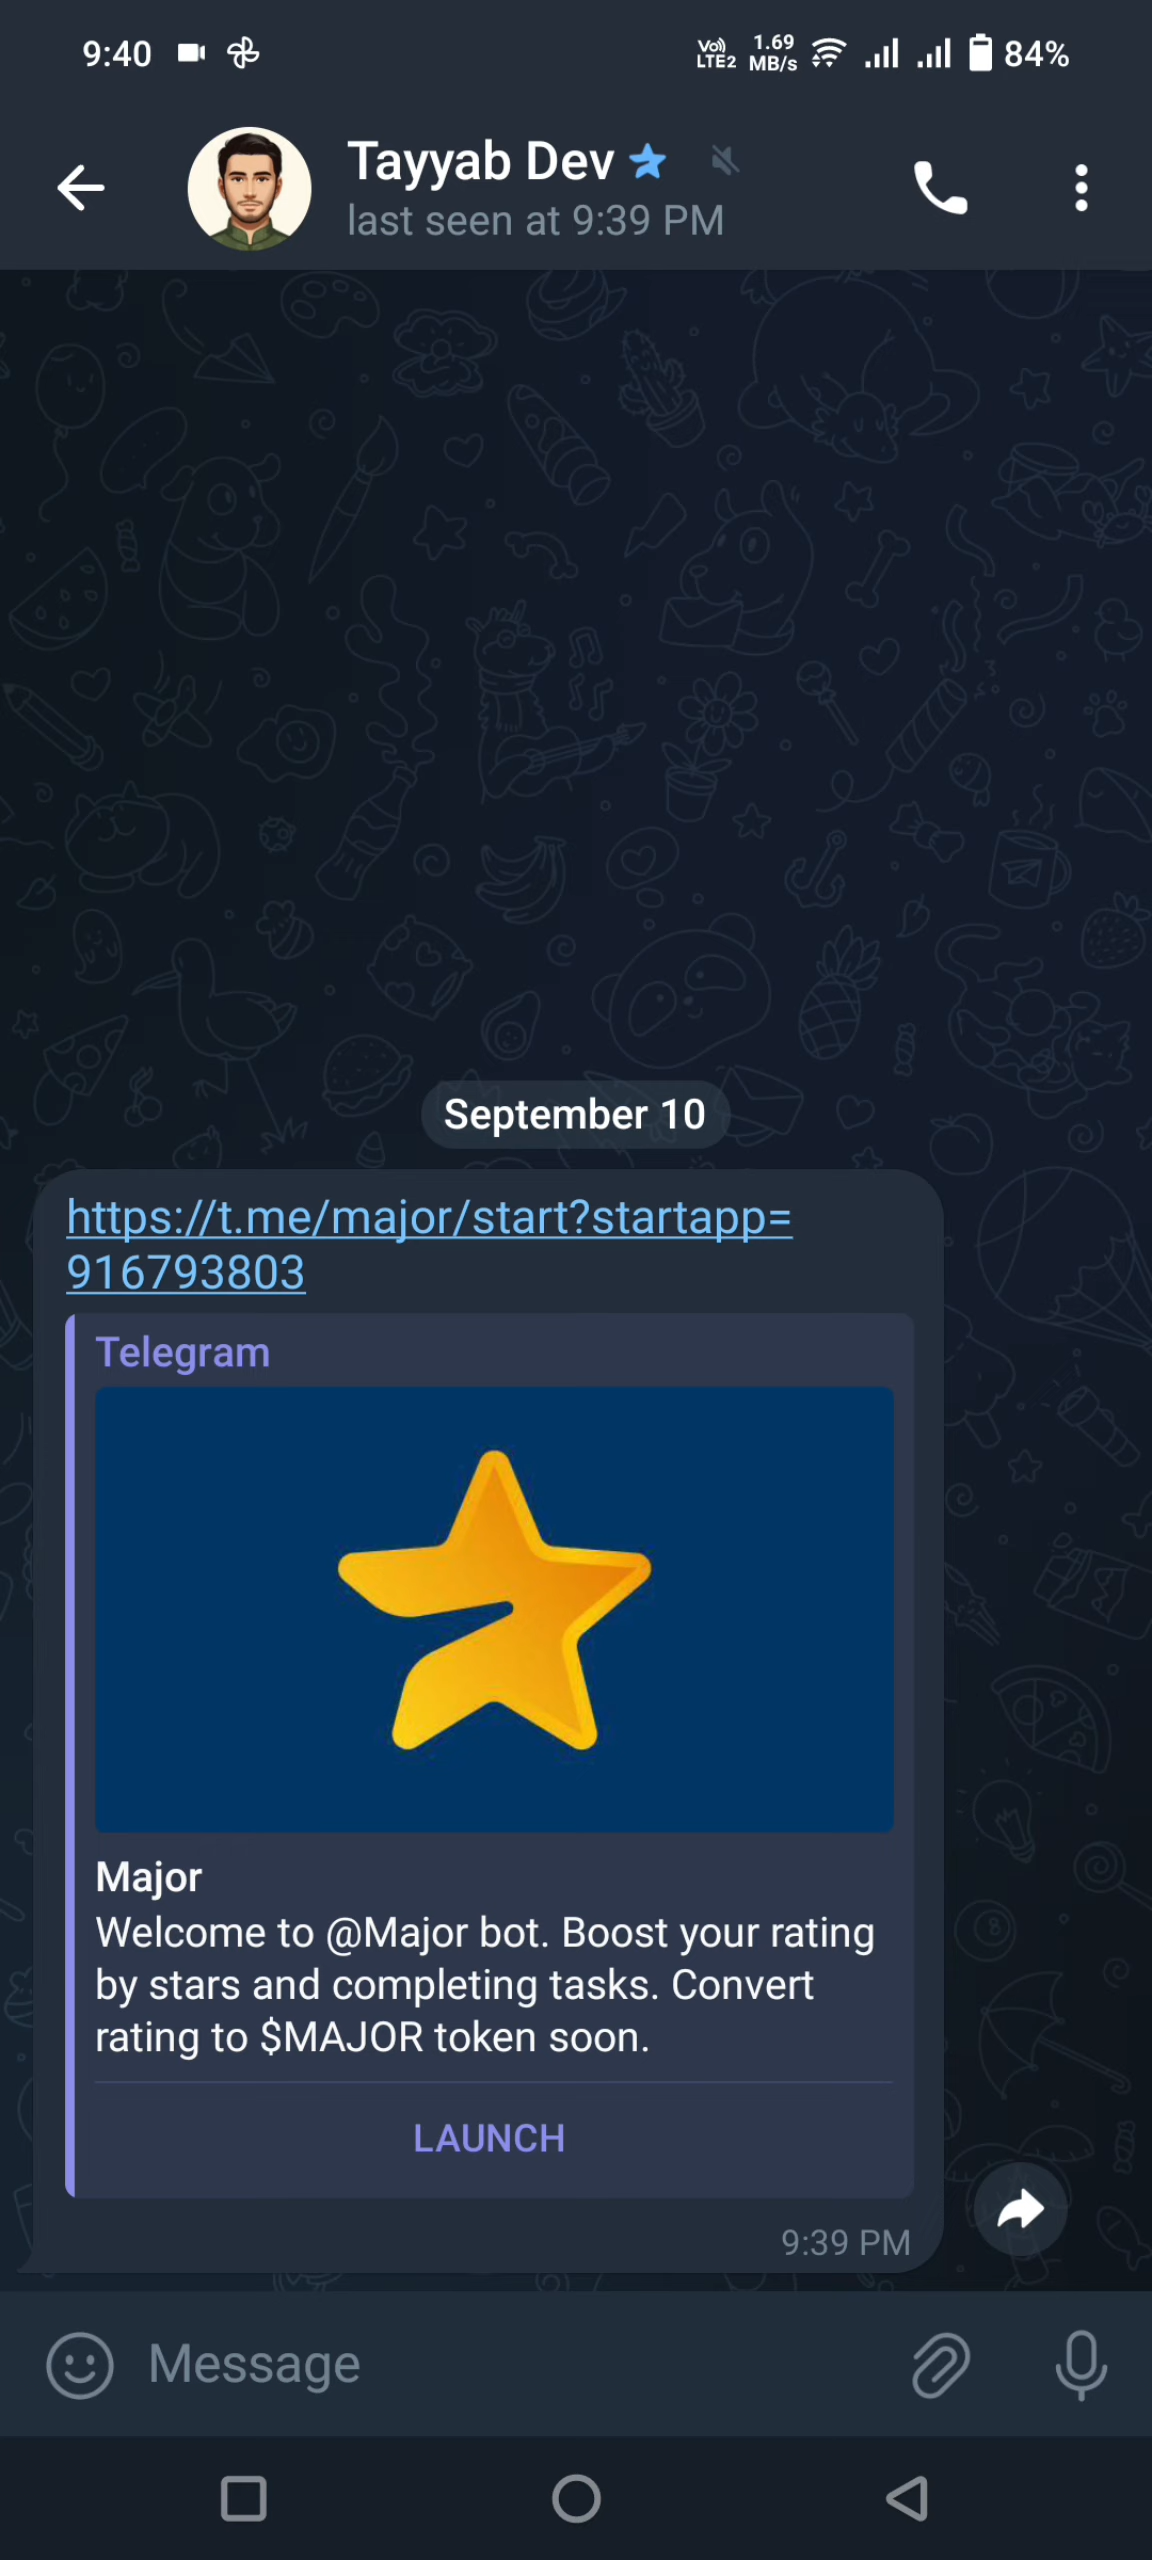 9:40
Vo)
LTE2
1.69
MB/s
84%
Tayyab Dev
last seen at 9:39 PM
September 10
https://t.me/major/start?startapp=
916793803
Telegram
Major
Welcome to @Major bot. Boost your rating
by stars and completing tasks. Convert
rating to $MAJOR token soon.
LAUNCH
9:39 PM
Message